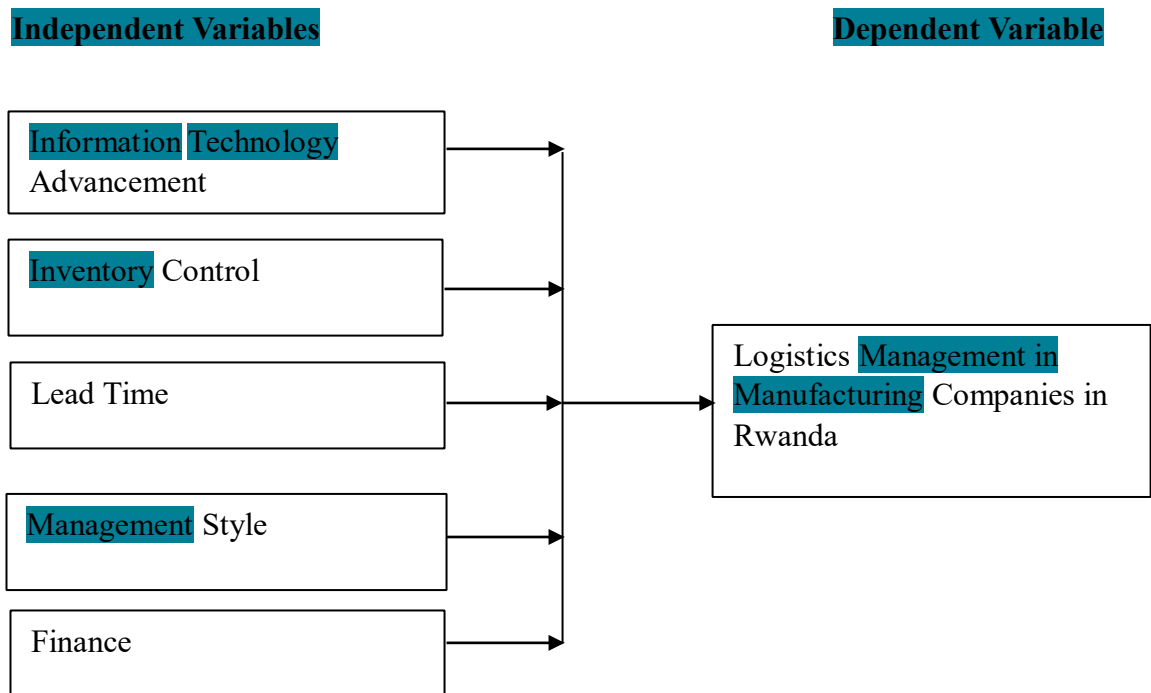 Independent Variables
Dependent Variable
Information Technology
Advancement
Inventory Control
Lead Time
Management Style
Finance
Logistics Management in
Manufacturing Companies in
Rwanda